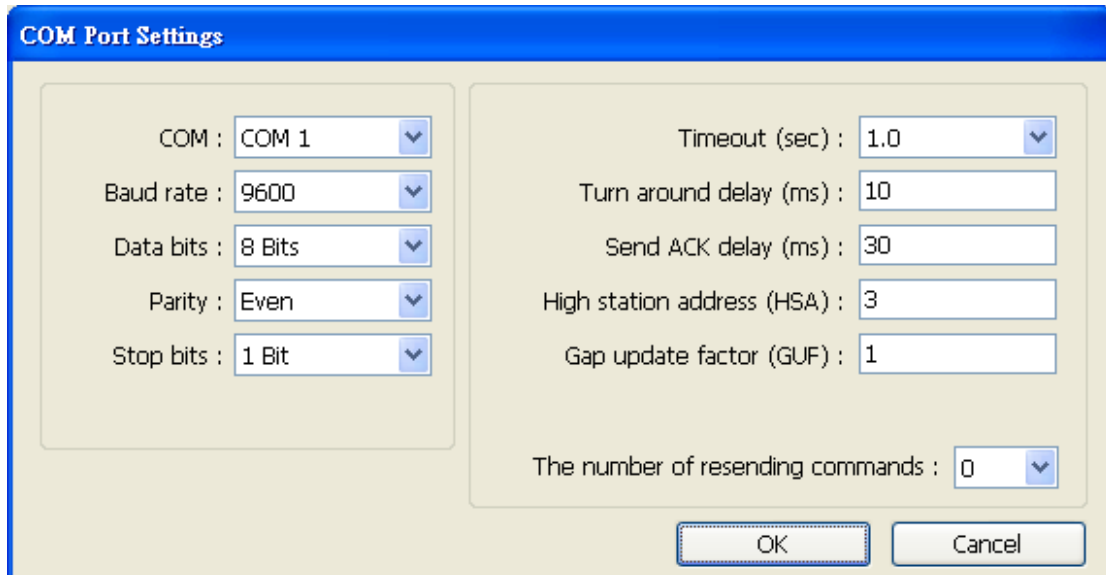 COM Port Settings
COM : COM 1
Baud rate : 9600
Data bits : 8 Bits
Parity : Even
Stop bits : 1 Bit
Timeout (sec) : 1.0
Turn around delay (ms) : 10
Send ACK delay (ms) : 30
High station address (HSA) : 3
Gap update factor (GUF) : 1
The number of resending commands : 0
OK
Cancel